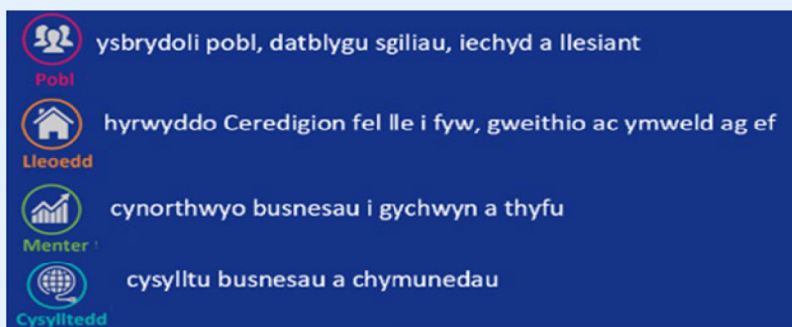 ysbrydoli pobl, datblygu sgiliau, iechyd a llesiant
Pobl
hyrwyddo Ceredigion fel lle i fyw, gweithio ac ymweld ag ef
Lleoedd
cynorthwyo busnesau i gychwyn a thyfu
Menter
cysylltu busnesau a chymunedau
Cysylltedd